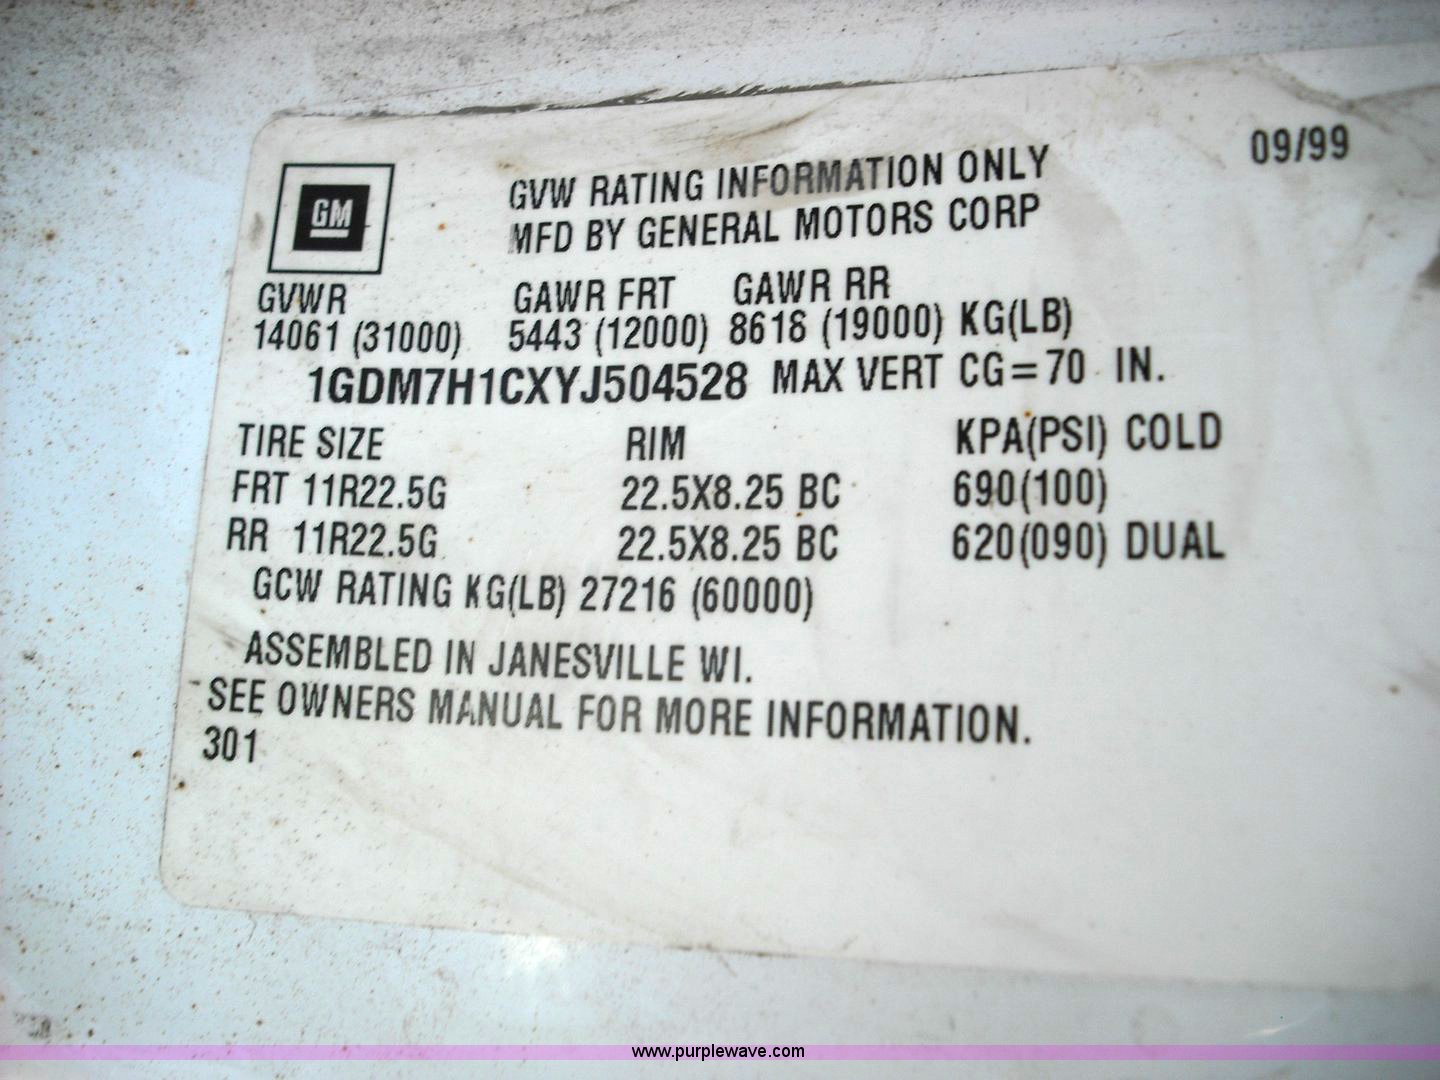 09/99
GM
GVW RATING INFORMATION ONLY
MFD BY GENERAL MOTORS CORP
GVWR GAWR FRT GAWR RR
14061 (31000) 5443 (12000) 8618 (19000) KG(LB)
1GDM7H1CXYJ504528 MAX VERT CG=70 IN.
TIRE SIZE RIM KPA(PSI) COLD
FRT 11R22.5G 22.5X8.25 BC 690(100)
RR 11R22.5G 22.5X8.25 BC 620(090) DUAL
GCW RATING KG(LB) 27216 (60000)
ASSEMBLED IN JANESVILLE WI.
SEE OWNERS MANUAL FOR MORE INFORMATION.
301
www.purplewave.com